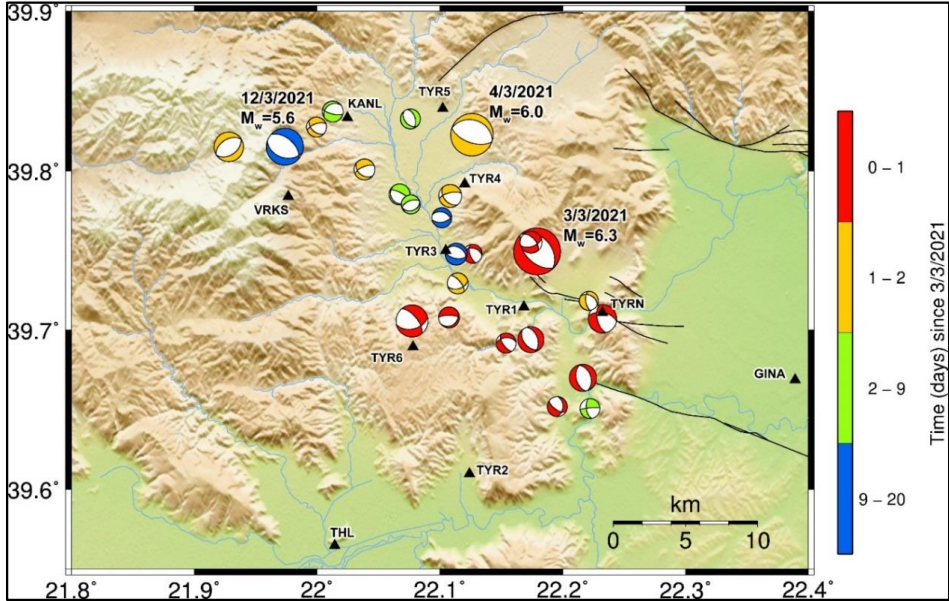 39.9˚
39.8˚
39.7˚
39.6˚
21.8˚
21.9˚
22˚
22.1˚
22.2˚
22.3˚
22.4˚
12/3/2021
Mw=5.6
KANL
TYR5
4/3/2021
Mw=6.0
VRKS
TYR4
3/3/2021
Mw=6.3
TYR3
TYR1
TYRN
TYR6
GINA
TYR2
THL
km
0 5 10
0 – 1
1 – 2
2 – 9
9 – 20
Time (days) since 3/3/2021